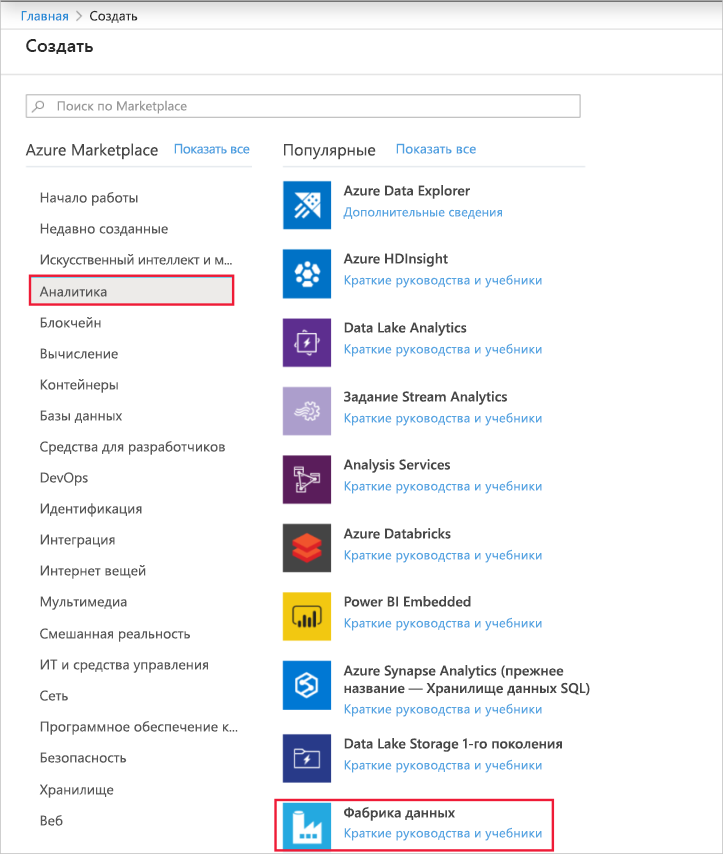 Главная > Создать
Создать
Поиск по Marketplace
Azure Marketplace Показать все
Начало работы
Недавно созданные
Искусственный интеллект и м...
Аналитика
Блокчейн
Вычисление
Контейнеры
Базы данных
Средства для разработчиков
DevOps
Идентификация
Интеграция
Интернет вещей
Мультимедиа
Смешанная реальность
ИТ и средства управления
Сеть
Программное обеспечение к...
Безопасность
Хранилище
Веб
Популярные Показать все
Azure Data Explorer
Дополнительные сведения
Azure HDInsight
Краткие руководства и учебники
Data Lake Analytics
Краткие руководства и учебники
Задание Stream Analytics
Краткие руководства и учебники
Analysis Services
Краткие руководства и учебники
Azure Databricks
Краткие руководства и учебники
Power BI Embedded
Краткие руководства и учебники
Azure Synapse Analytics (прежнее
название — Хранилище данных SQL)
Краткие руководства и учебники
Data Lake Storage 1-го поколения
Краткие руководства и учебники
Фабрика данных
Краткие руководства и учебники